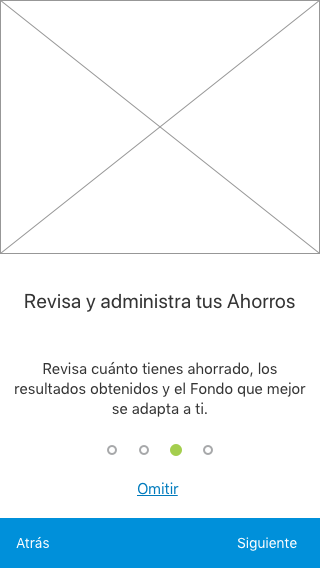 Revisa y administra tus Ahorros
Revisa cuánto tienes ahorrado, los
resultados obtenidos y el Fondo que mejor
se adapta a ti.
Omitir
Atrás
Siguiente